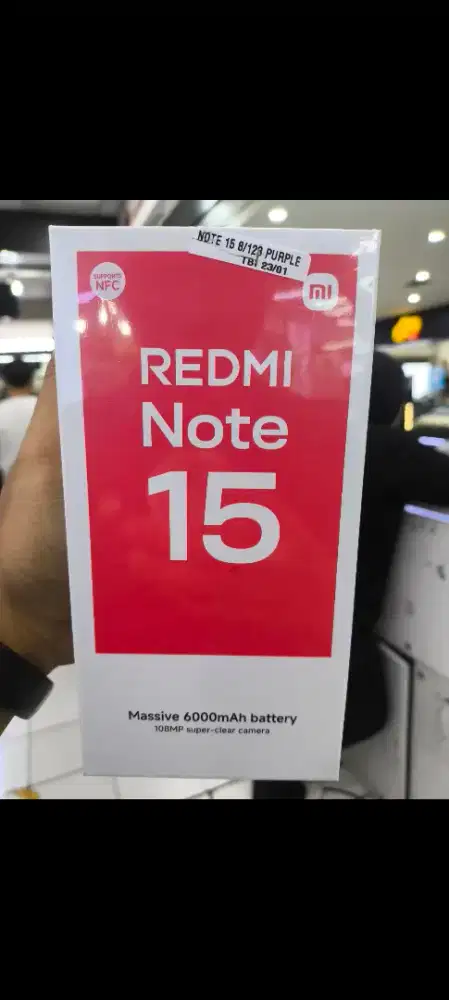 NOTE 15 8/128 PURPLE
TBI 23/01
SUPPORTS
NFC
mi
REDMI
Note
15
Massive 6000mAh battery
108MP super-clear camera